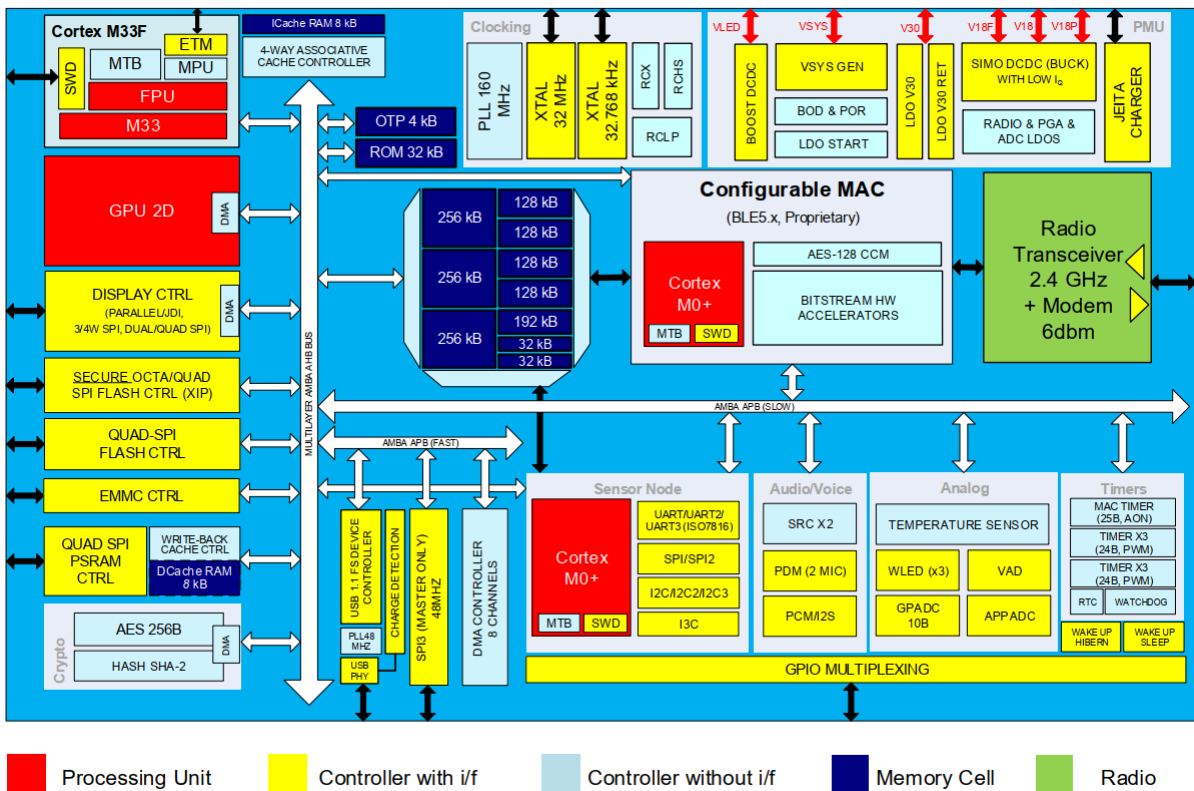 Cortex M33F
SWD
MTB
ETM
MPU
FPU
M33
ICache RAM 8 kB
4-WAY ASSOCIATIVE
CACHE CONTROLLER
OTP 4 kB
ROM 32 kB
Clocking
PLL 160
MHz
XTAL
32 MHz
XTAL
32.768 kHz
RCX
RCHS
RCLP
VLED
VSYS
V30
V18F
V18
V18P
PMU
BOOST DCDC
VSYS GEN
BOD & POR
LDO START
LDO V30
LDO V30 RET
SIMO DCDC (BUCK)
WITH LOW IQ
RADIO & PGA &
ADC LDOS
JEITA
CHARGER
GPU 2D
DMA
DISPLAY CTRL
(PARALLEL/JDI,
3/4W SPI, DUAL/QUAD SPI)
DMA
SECURE OCTA/QUAD
SPI FLASH CTRL (XIP)
QUAD-SPI
FLASH CTRL
EMMC CTRL
QUAD SPI
PSRAM
CTRL
WRITE-BACK
CACHE CTRL
DCache RAM
8 kB
Crypto
AES 256B
HASH SHA-2
DMA
MULTILAYER AMBA AHB BUS
256 kB
256 kB
256 kB
128 kB
128 kB
128 kB
128 kB
192 kB
32 kB
32 kB
Configurable MAC
(BLE5.x, Proprietary)
Cortex
M0+
MTB
SWD
AES-128 CCM
BITSTREAM HW
ACCELERATORS
Radio
Transceiver
2.4 GHz
+ Modem
6dbm
AMBA APB (SLOW)
AMBA APB (FAST)
USB 1.1 FS DEVICE
CONTROLLER
PLL48
MHZ
USB
PHY
CHARGE DETECTION
SPI3 (MASTER ONLY)
48MHZ
DMA CONTROLLER
8 CHANNELS
Sensor Node
Cortex
M0+
MTB
SWD
UART/UART2/
UART3 (ISO7816)
SPI/SPI2
I2C/I2C2/I2C3
I3C
Audio/Voice
SRC X2
PDM (2 MIC)
PCM/I2S
Analog
TEMPERATURE SENSOR
WLED (x3)
VAD
GPADC
10B
APPADC
Timers
MAC TIMER
(25B, AON)
TIMER X3
(24B, PWM)
TIMER X3
(24B, PWM)
RTC
WATCHDOG
WAKE UP
HIBERN
WAKE UP
SLEEP
GPIO MULTIPLEXING
Processing Unit
Controller with i/f
Controller without i/f
Memory Cell
Radio